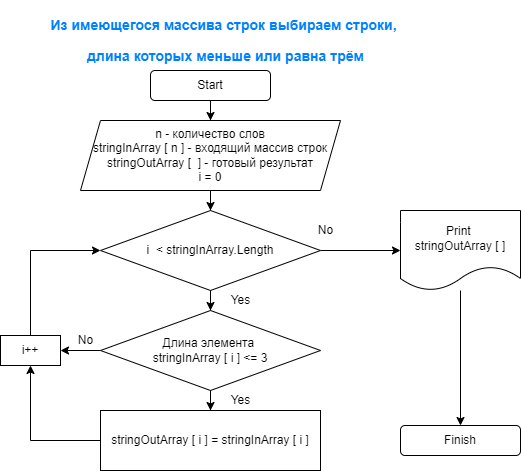 Из имеющегося массива строк выбираем строки,
длина которых меньше или равна трём
Start
n - количество слов
stringInArray [ n ] - входящий массив строк
stringOutArray [  ] - готовый результат
i = 0
i  < stringInArray.Length
No
Print
stringOutArray [ ]
Yes
Длина элемента
stringInArray [ i ] <= 3
No
i++
Yes
stringOutArray [ i ] = stringInArray [ i ]
Finish